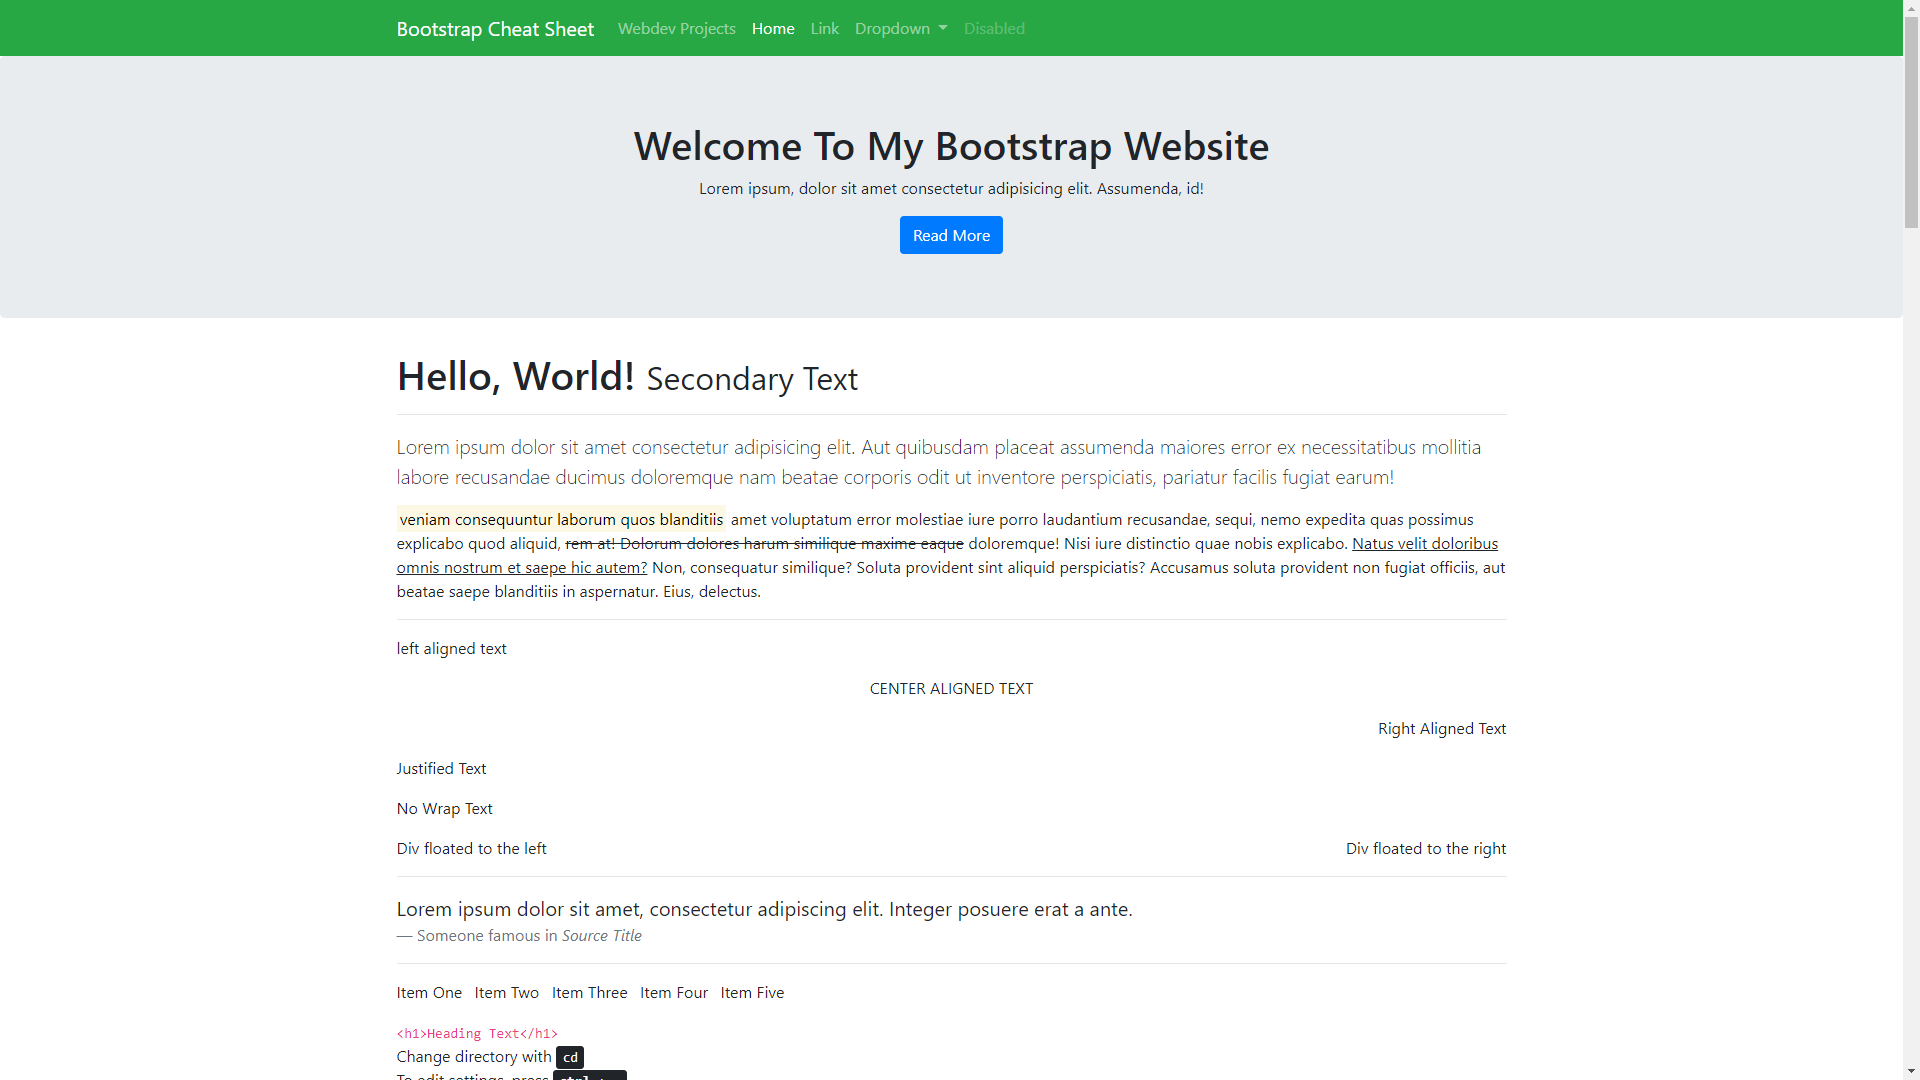 Bootstrap Cheat Sheet Webdev Projects Home Link Dropdown Disabled
Welcome To My Bootstrap Website
Lorem ipsum, dolor sit amet consectetur adipisicing elit. Assumenda, id!
Read More
Hello, World! Secondary Text
Lorem ipsum dolor sit amet consectetur adipisicing elit. Aut quibusdam placeat assumenda maiores error ex necessitatibus mollitia
labore recusandae ducimus doloremque nam beatae corporis odit ut inventore perspiciatis, pariatur facilis fugiat earum!
veniam consequuntur laborum quos blanditiis amet voluptatum error molestiae iure porro laudantium recusandae, sequi, nemo expedita quas possimus
explicabo quod aliquid, rem at! Dolorum dolores harum similique maxime eaque doloremque! Nisi iure distinctio quae nobis explicabo. Natus velit doloribus
omnis nostrum et saepe hic autem? Non, consequatur similique? Soluta provident sint aliquid perspiciatis? Accusamus soluta provident non fugiat officiis, aut
beatae saepe blanditiis in aspernatur. Eius, delectus.
left aligned text
CENTER ALIGNED TEXT
Right Aligned Text
Justified Text
No Wrap Text
Div floated to the left Div floated to the right
Lorem ipsum dolor sit amet, consectetur adipiscing elit. Integer posuere erat a ante.
— Someone famous in Source Title
Item One Item Two Item Three Item Four Item Five
<h1>Heading Text</h1>
Change directory with cd
To edit settings, press